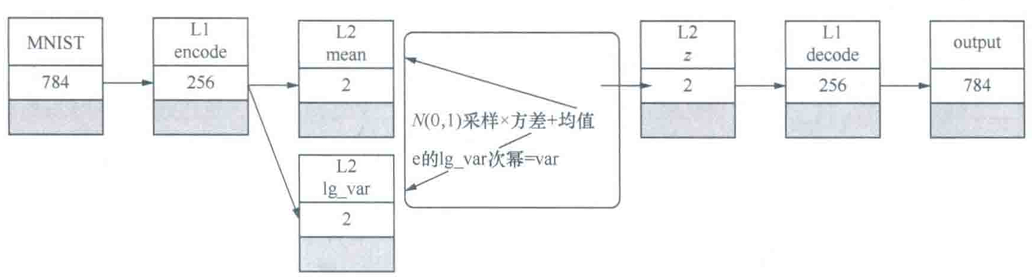 MNIST
784
L1
encode
256
L2
mean
2
L2
lg_var
2
N(0,1)采样×方差+均值
e的lg_var次幂=var
L2
z
2
L1
decode
256
output
784